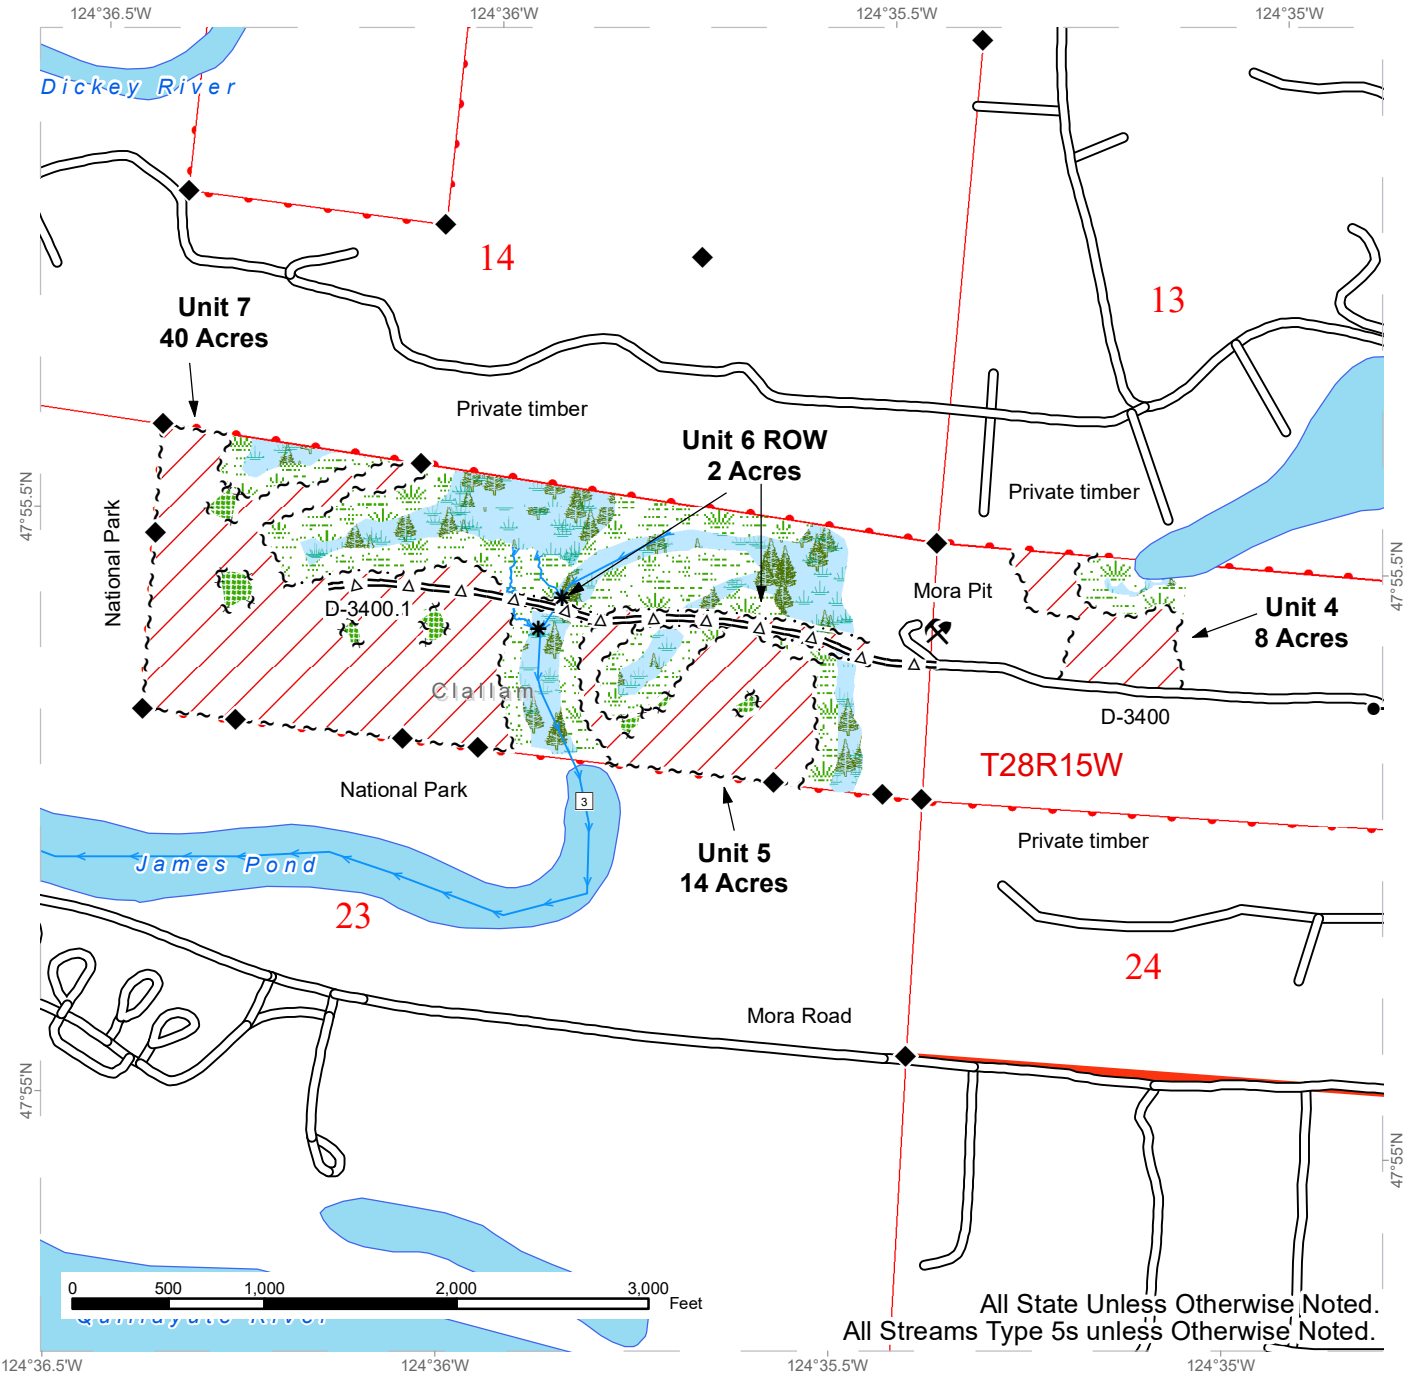 124°36.5'W
124°36'W
124°35.5'W
124°35'W
Dickey River
14
13
Unit 7
40 Acres
Private timber
Unit 6 ROW
2 Acres
47°55.5'N
Private timber
National Park
47°55.5'N
Mora Pit
Unit 4
8 Acres
D-3400.1
Clallam
D-3400
T28R15W
National Park
3
Private timber
James Pond
Unit 5
14 Acres
23
24
Mora Road
47°55'N
47°55'N
0 500 1,000 2,000 3,000
Feet
Quillayute River
All State Unless Otherwise Noted.
All Streams Type 5s unless Otherwise Noted.
124°36.5'W
124°36'W
124°35.5'W
124°35'W